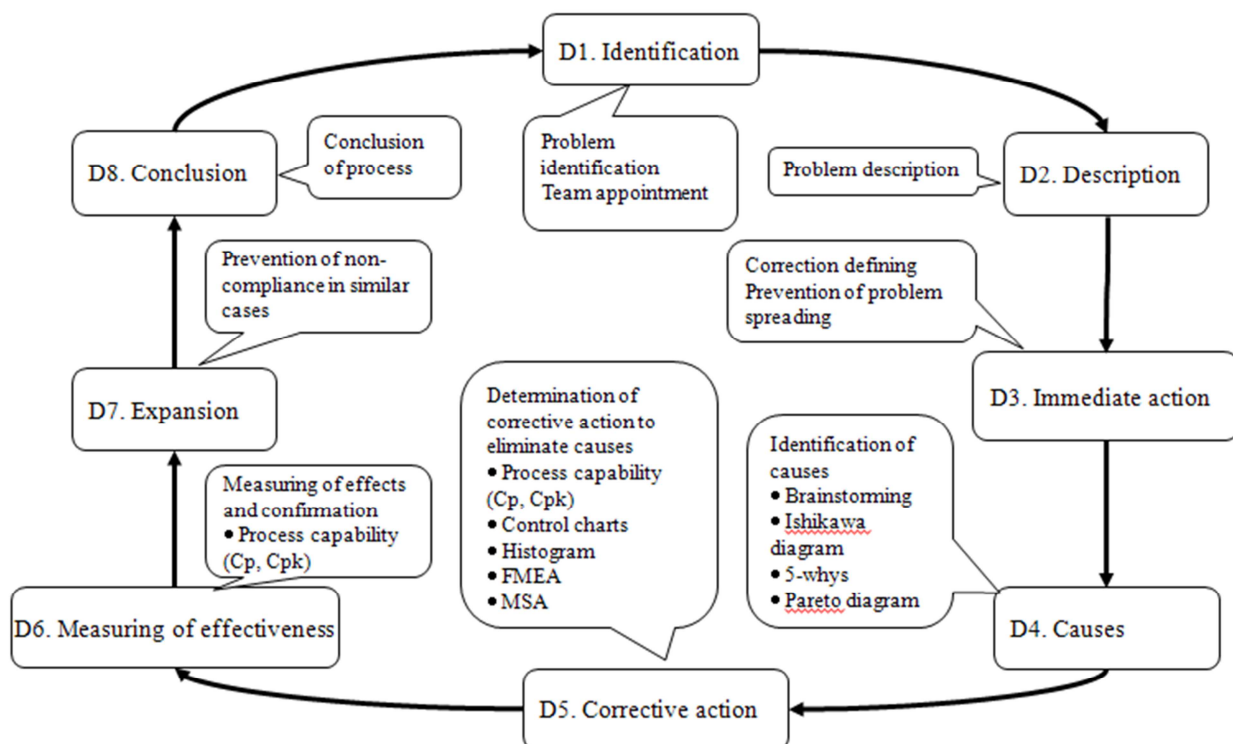 D1. Identification
Problem
identification
Team appointment
D2. Description
Problem description
D3. Immediate action
Correction defining
Prevention of problem
spreading
D4. Causes
Identification of
causes
• Brainstorming
• Ishikawa
diagram
• 5-whys
• Pareto diagram
D5. Corrective action
Determination of
corrective action to
eliminate causes
• Process capability
(Cp, Cpk)
• Control charts
• Histogram
• FMEA
• MSA
D6. Measuring of effectiveness
Measuring of effects
and confirmation
• Process capability
(Cp, Cpk)
D7. Expansion
Prevention of non-
compliance in similar
cases
D8. Conclusion
Conclusion
of process